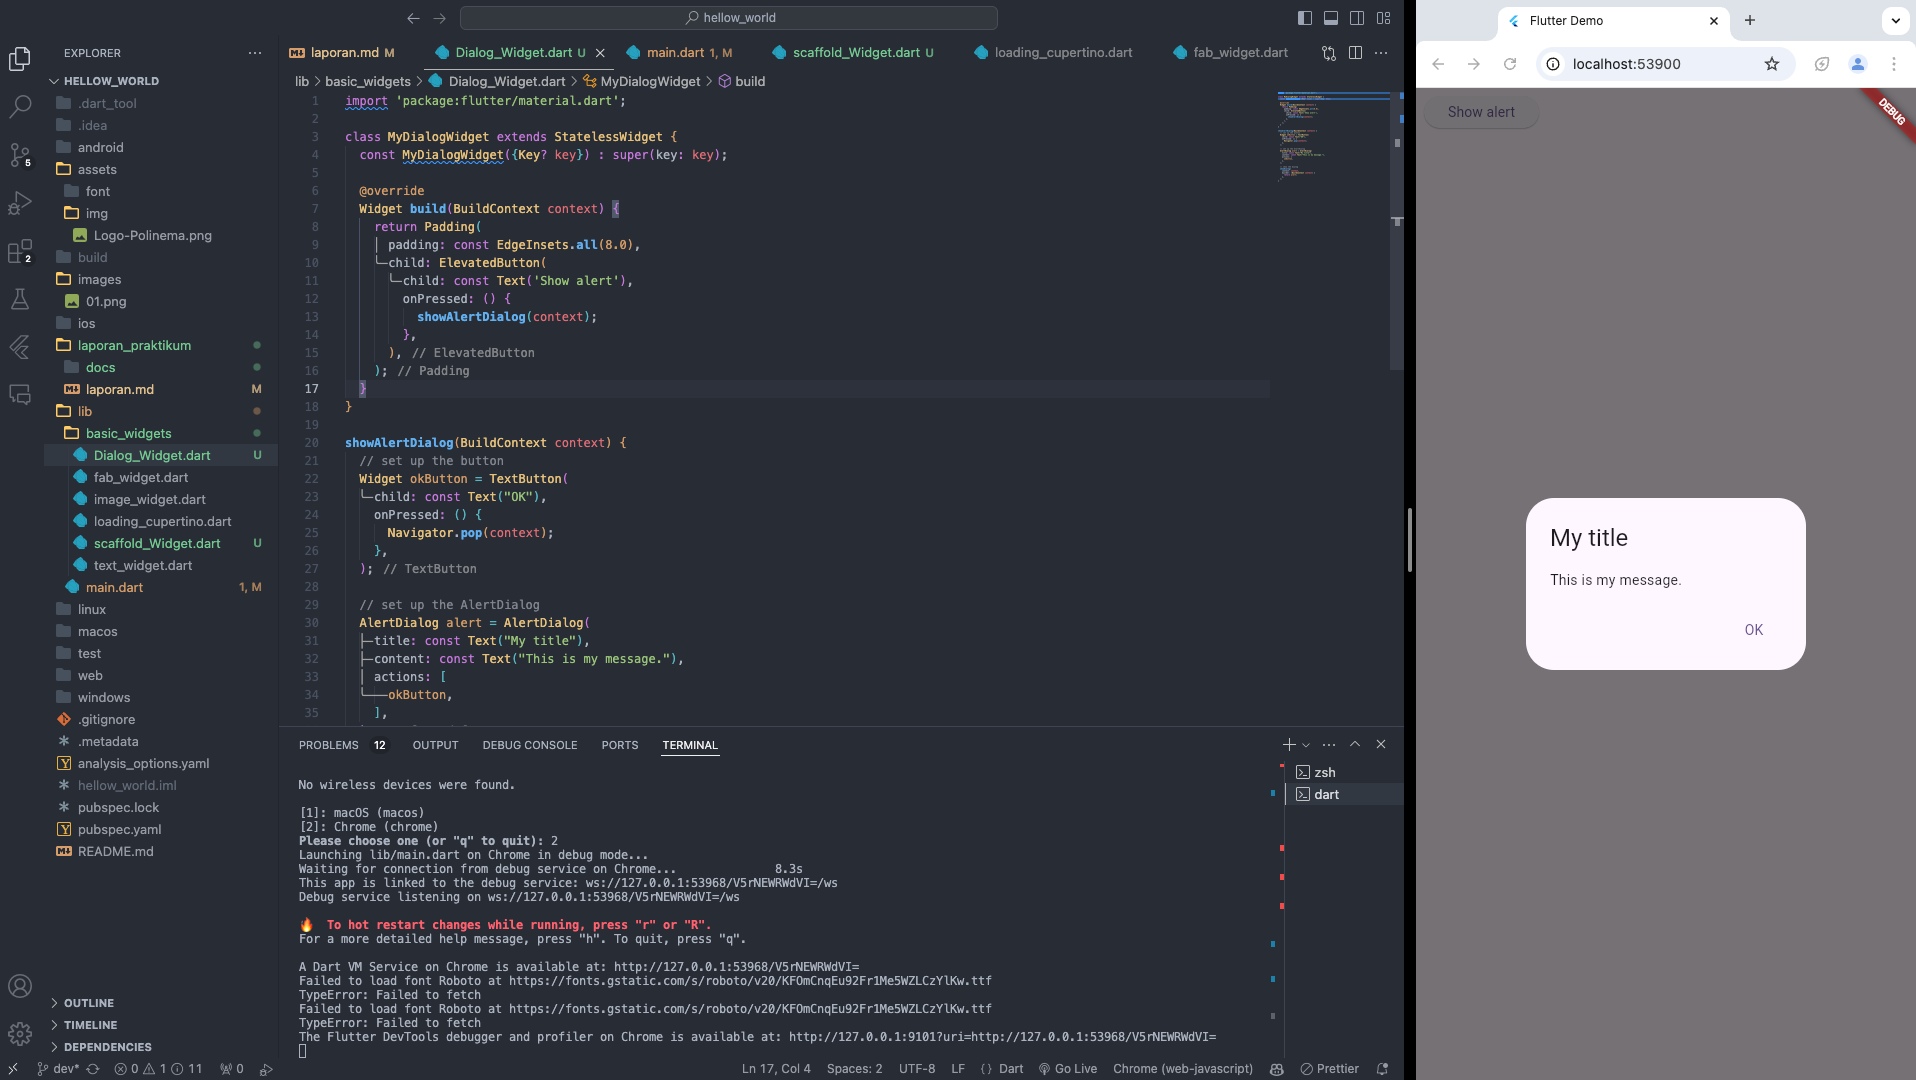 hellow_world
EXPLORER
HELLOW_WORLD
.dart_tool
.idea
android
assets
font
img
Logo-Polinema.png
build
images
01.png
ios
laporan_praktikum
docs
laporan.md M
lib
basic_widgets
Dialog_Widget.dart U
fab_widget.dart
image_widget.dart
loading_cupertino.dart
scaffold_Widget.dart U
text_widget.dart
main.dart 1, M
linux
macos
test
web
windows
.gitignore
.metadata
analysis_options.yaml
hellow_world.iml
pubspec.lock
pubspec.yaml
README.md
OUTLINE
TIMELINE
DEPENDENCIES
5
2
laporan.md M Dialog_Widget.dart U main.dart 1, M scaffold_Widget.dart U loading_cupertino.dart fab_widget.dart
lib > basic_widgets > Dialog_Widget.dart > MyDialogWidget > build
1 import 'package:flutter/material.dart';
2
3 class MyDialogWidget extends StatelessWidget {
4 const MyDialogWidget({Key? key}) : super(key: key);
5
6 @override
7 Widget build(BuildContext context) {
8 return Padding(
9 padding: const EdgeInsets.all(8.0),
10 child: ElevatedButton(
11 child: const Text('Show alert'),
12 onPressed: () {
13 showAlertDialog(context);
14 },
15 ), // ElevatedButton
16 ); // Padding
17 }
18 }
19
20 showAlertDialog(BuildContext context) {
21 // set up the button
22 Widget okButton = TextButton(
23 child: const Text("OK"),
24 onPressed: () {
25 Navigator.pop(context);
26 },
27 ); // TextButton
28
29 // set up the AlertDialog
30 AlertDialog alert = AlertDialog(
31 title: const Text("My title"),
32 content: const Text("This is my message."),
33 actions: [
34 okButton,
35 ],
PROBLEMS 12 OUTPUT DEBUG CONSOLE PORTS TERMINAL
No wireless devices were found.
[1]: macOS (macos)
[2]: Chrome (chrome)
Please choose one (or "q" to quit): 2
Launching lib/main.dart on Chrome in debug mode...
Waiting for connection from debug service on Chrome... 8.3s
This app is linked to the debug service: ws://127.0.0.1:53968/V5rNEWRWdVI=/ws
Debug service listening on ws://127.0.0.1:53968/V5rNEWRWdVI=/ws
🔥 To hot restart changes while running, press "r" or "R".
For a more detailed help message, press "h". To quit, press "q".
A Dart VM Service on Chrome is available at: http://127.0.0.1:53968/V5rNEWRWdVI=
Failed to load font Roboto at https://fonts.gstatic.com/s/roboto/v20/KFOmCnqEu92Fr1Me5WZLCzYlKw.ttf
TypeError: Failed to fetch
Failed to load font Roboto at https://fonts.gstatic.com/s/roboto/v20/KFOmCnqEu92Fr1Me5WZLCzYlKw.ttf
TypeError: Failed to fetch
The Flutter DevTools debugger and profiler on Chrome is available at: http://127.0.0.1:9101?uri=http://127.0.0.1:53968/V5rNEWRWdVI=
zsh
dart
dev* 0 1 11 0 Ln 17, Col 4 Spaces: 2 UTF-8 LF {} Dart Go Live Chrome (web-javascript) Prettier
Flutter Demo
localhost:53900
Show alert
DEBUG
My title
This is my message.
OK